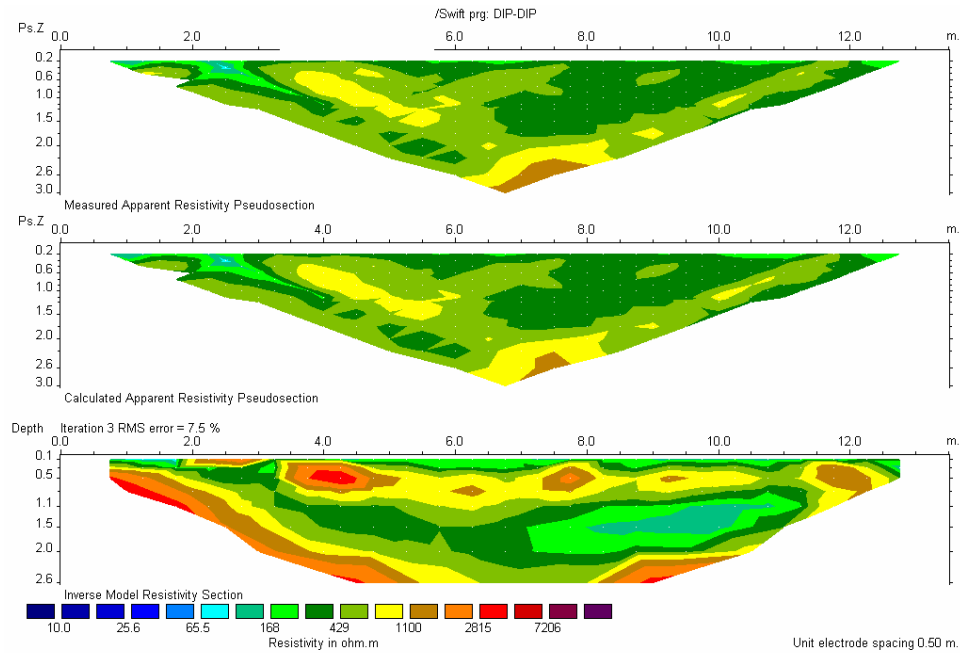 /Swift prg: DIP-DIP
Ps.Z 0.0 2.0 6.0 8.0 10.0 12.0 m.
0.2
0.6
1.0
1.5
2.0
2.6
3.0
Measured Apparent Resistivity Pseudosection
Ps.Z
0.0 2.0 4.0 6.0 8.0 10.0 12.0 m.
0.2
0.6
1.0
1.5
2.0
2.6
3.0
Calculated Apparent Resistivity Pseudosection
Depth Iteration 3 RMS error = 7.5 %
0.0 2.0 4.0 6.0 8.0 10.0 12.0 m.
0.1
0.5
1.1
1.5
2.0
2.6
Inverse Model Resistivity Section
10.0 25.6 65.5 168 429 1100 2815 7206
Resistivity in ohm.m Unit electrode spacing 0.50 m.